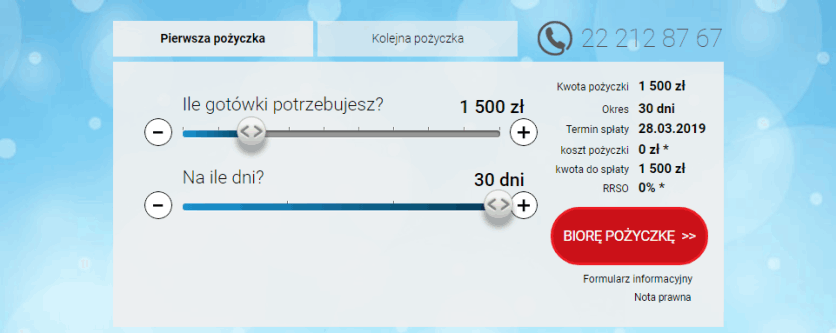 Pierwsza pożyczka
Kolejna pożyczka
22 212 87 67
Ile gotówki potrzebujesz?
1 500 zł
Na ile dni?
30 dni
Kwota pożyczki 1 500 zł
Okres 30 dni
Termin spłaty 28.03.2019
koszt pożyczki 0 zł *
kwota do spłaty 1 500 zł
RRSO 0% *
BIORĘ POŻYCZKĘ >>
Formularz informacyjny
Nota prawna